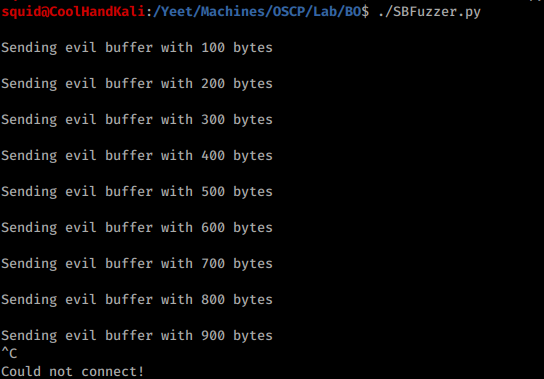 squid@CoolHandKali:/Yeet/Machines/OSCP/Lab/BO$ ./SBFuzzer.py
Sending evil buffer with 100 bytes
Sending evil buffer with 200 bytes
Sending evil buffer with 300 bytes
Sending evil buffer with 400 bytes
Sending evil buffer with 500 bytes
Sending evil buffer with 600 bytes
Sending evil buffer with 700 bytes
Sending evil buffer with 800 bytes
Sending evil buffer with 900 bytes
^C
Could not connect!